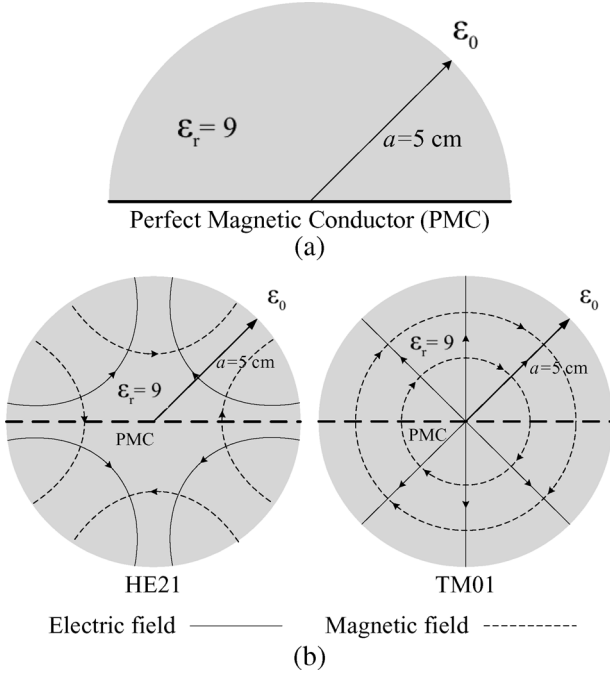 ε0
εr = 9
a=5 cm
Perfect Magnetic Conductor (PMC)
(a)
ε0
εr = 9
a=5 cm
PMC
HE21
ε0
εr = 9
a=5 cm
PMC
TM01
Electric field
Magnetic field
(b)